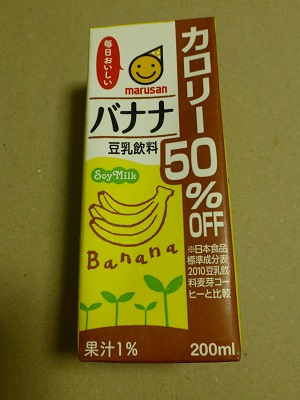 毎日おいしい
marusan
バナナ
豆乳飲料
SoyMilk
Banana
果汁1%
カロリー
50%
OFF
※日本食品
標準成分表
2010豆乳飲
料麦芽コー
ヒーと比較
200ml